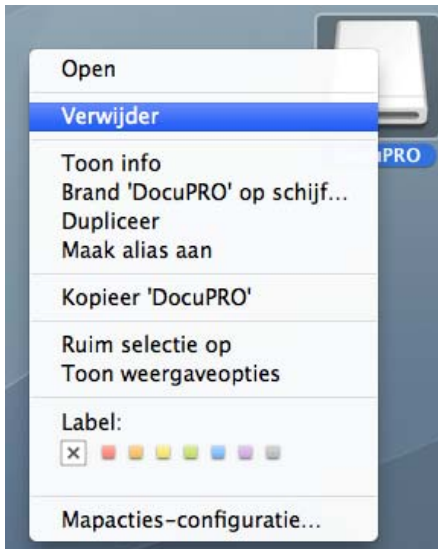 Open
Verwijder
PRO
Toon info
Brand 'DocuPRO' op schijf...
Dupliceer
Maak alias aan
Kopieer 'DocuPRO'
Ruim selectie op
Toon weergaveopties
Label:
Mapacties-configuratie...